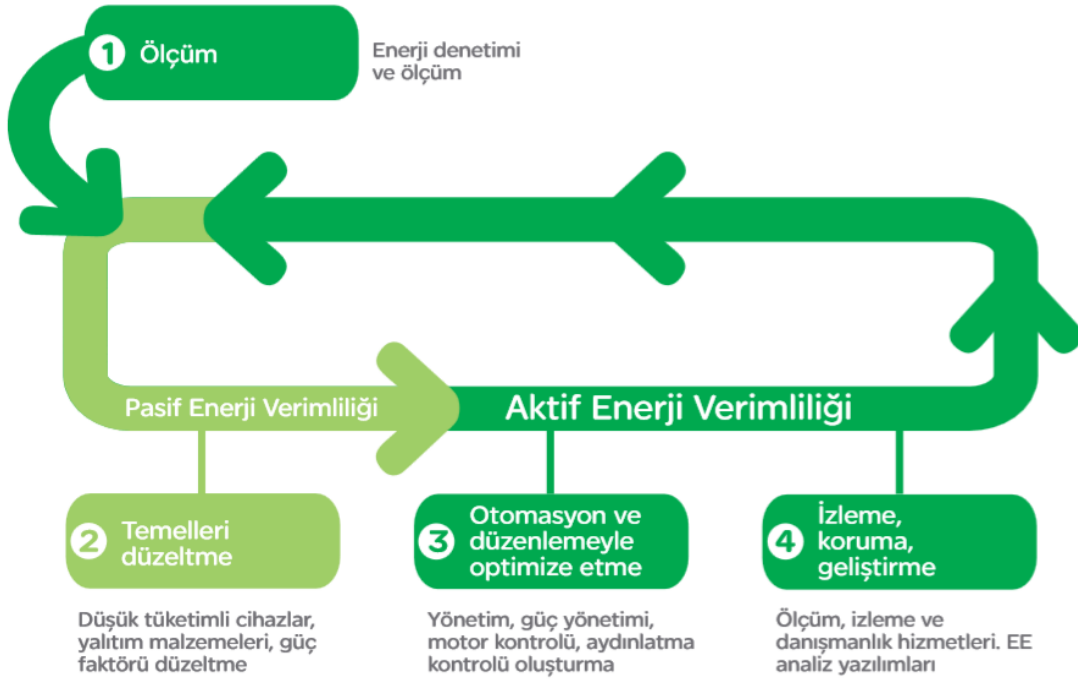 1 Ölçüm
Enerji denetimi
ve ölçüm
Pasif Enerji Verimliliği
Aktif Enerji Verimliliği
2 Temelleri
düzeltme
3 Otomasyon ve
düzenlemeyle
optimize etme
4 İzleme,
koruma,
geliştirme
Düşük tüketimli cihazlar,
yalıtım malzemeleri, güç
faktörü düzeltme
Yönetim, güç yönetimi,
motor kontrolü, aydınlatma
kontrolü oluşturma
Ölçüm, izleme ve
danışmanlık hizmetleri. EE
analiz yazılımları